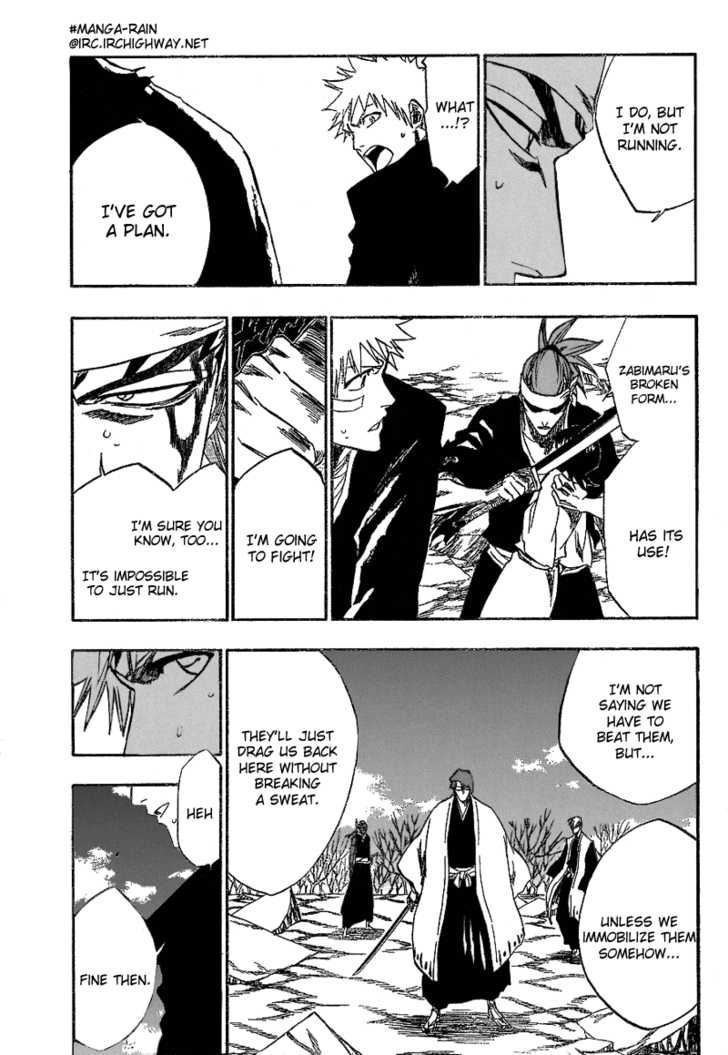 #MANGA-RAIN
@IRC.IRCHIGHWAY.NET
I DO, BUT
I'M NOT
RUNNING.
WHAT
...!?
I'VE GOT
A PLAN.
ZABIMARU'S
BROKEN
FORM...
HAS ITS
USE!
I'M GOING
TO FIGHT!
I'M SURE YOU
KNOW, TOO...
IT'S IMPOSSIBLE
TO JUST RUN.
I'M NOT
SAYING WE
HAVE TO
BEAT THEM,
BUT...
UNLESS WE
IMMOBILIZE THEM
SOMEHOW...
THEY'LL JUST
DRAG US BACK
HERE WITHOUT
BREAKING
A SWEAT.
HEH
FINE THEN.